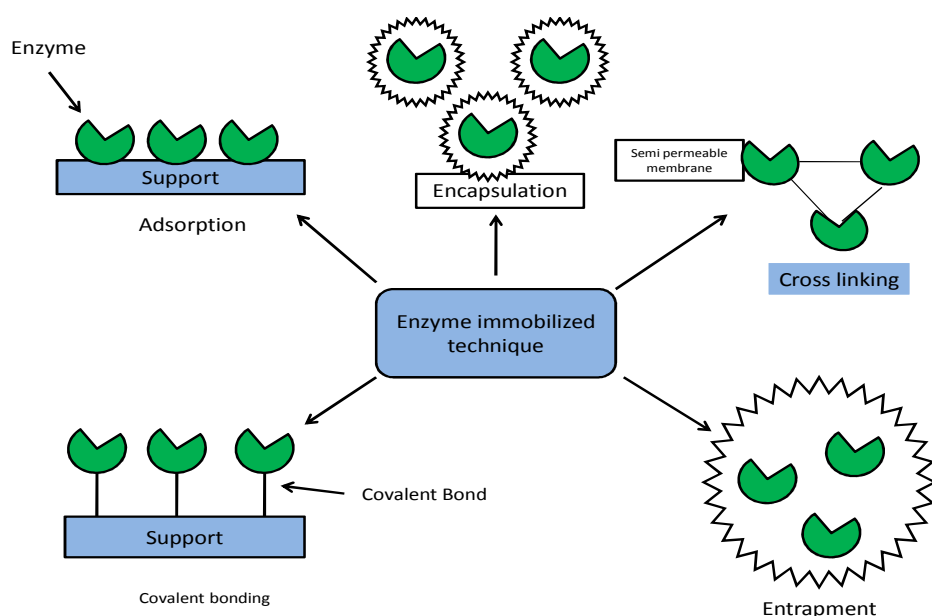 Enzyme
Support
Adsorption
Encapsulation
Semi permeable
membrane
Cross linking
Enzyme immobilized
technique
Covalent Bond
Support
Covalent bonding
Entrapment